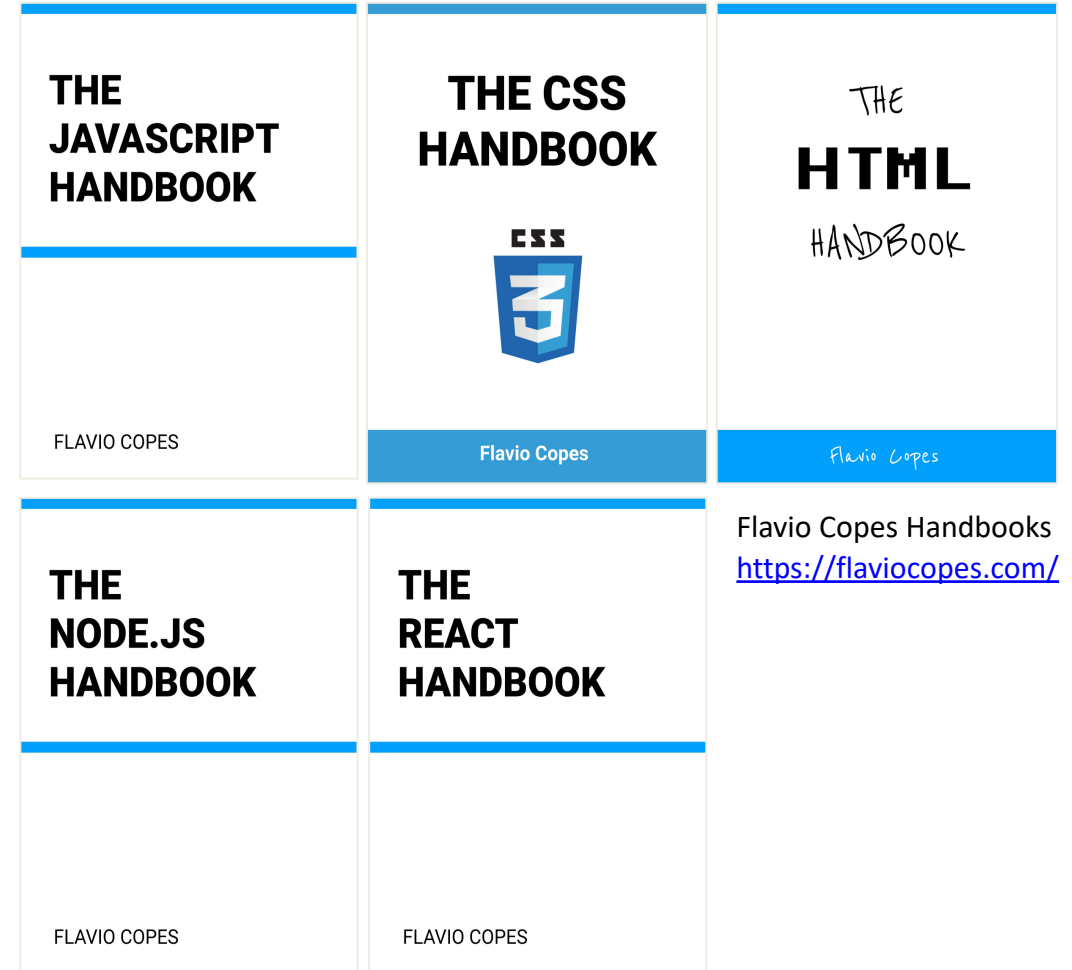 THE
JAVASCRIPT
HANDBOOK
FLAVIO COPES
THE CSS
HANDBOOK
CSS
3
Flavio Copes
THE
HTML
HANDBOOK
Flavio Copes
THE
NODE.JS
HANDBOOK
FLAVIO COPES
THE
REACT
HANDBOOK
FLAVIO COPES
Flavio Copes Handbooks
https://flaviocopes.com/